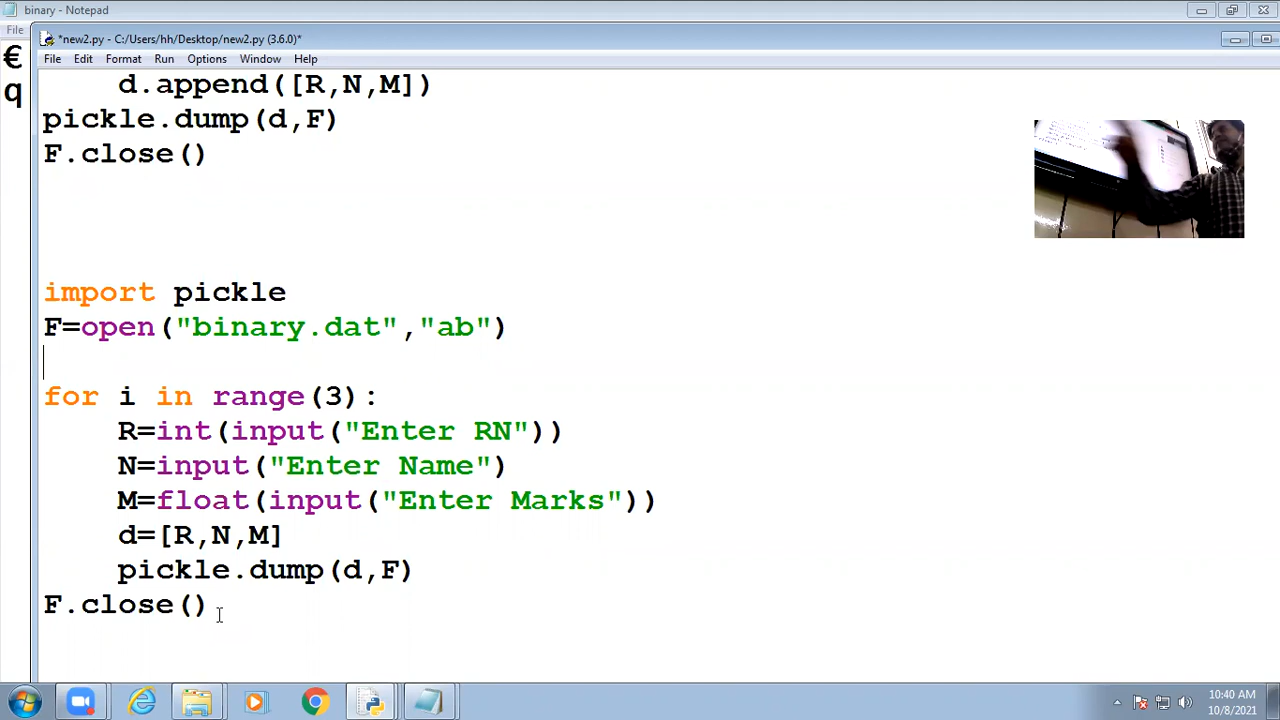 binary - Notepad
File
€
q
*new2.py - C:/Users/hh/Desktop/new2.py (3.6.0)*
File Edit Format Run Options Window Help
d.append([R,N,M])
pickle.dump(d,F)
F.close()
import pickle
F=open("binary.dat","ab")
for i in range(3):
R=int(input("Enter RN"))
N=input("Enter Name")
M=float(input("Enter Marks"))
d=[R,N,M]
pickle.dump(d,F)
F.close()
10:40 AM
10/8/2021